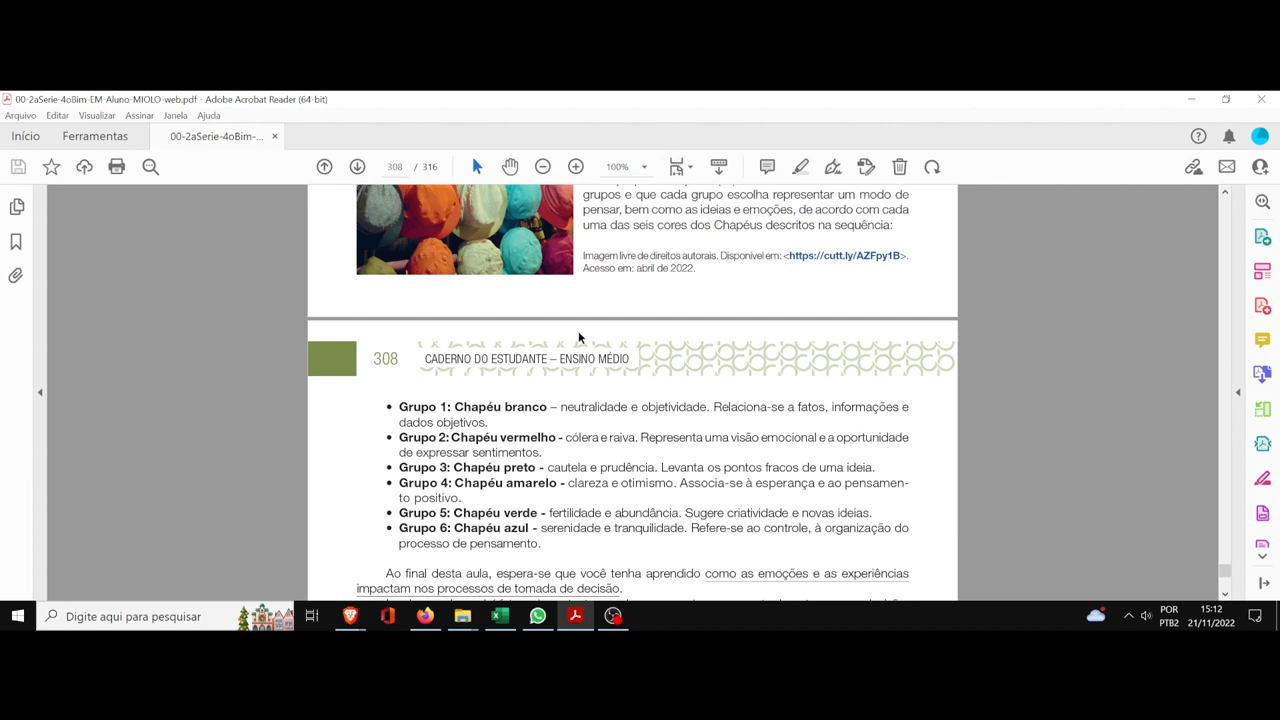 00-2aSerie-4oBim-EM-Aluno-MIOLO-web.pdf - Adobe Acrobat Reader (64-bit)
Arquivo Editar Visualizar Assinar Janela Ajuda
Início Ferramentas 00-2aSerie-4oBim-... ×
308 / 316 100%
grupos e que cada grupo escolha representar um modo de
pensar, bem como as ideias e emoções, de acordo com cada
uma das seis cores dos Chapéus descritos na sequência:
Imagem livre de direitos autorais. Disponível em: <https://cutt.ly/AZFpy1B>.
Acesso em: abril de 2022.
308 CADERNO DO ESTUDANTE – ENSINO MÉDIO
• Grupo 1: Chapéu branco – neutralidade e objetividade. Relaciona-se a fatos, informações e
dados objetivos.
• Grupo 2: Chapéu vermelho - cólera e raiva. Representa uma visão emocional e a oportunidade
de expressar sentimentos.
• Grupo 3: Chapéu preto - cautela e prudência. Levanta os pontos fracos de uma ideia.
• Grupo 4: Chapéu amarelo - clareza e otimismo. Associa-se à esperança e ao pensamen-
to positivo.
• Grupo 5: Chapéu verde - fertilidade e abundância. Sugere criatividade e novas ideias.
• Grupo 6: Chapéu azul - serenidade e tranquilidade. Refere-se ao controle, à organização do
processo de pensamento.
Ao final desta aula, espera-se que você tenha aprendido como as emoções e as experiências
impactam nos processos de tomada de decisão.
Digite aqui para pesquisar
POR
PTB2
15:12
21/11/2022